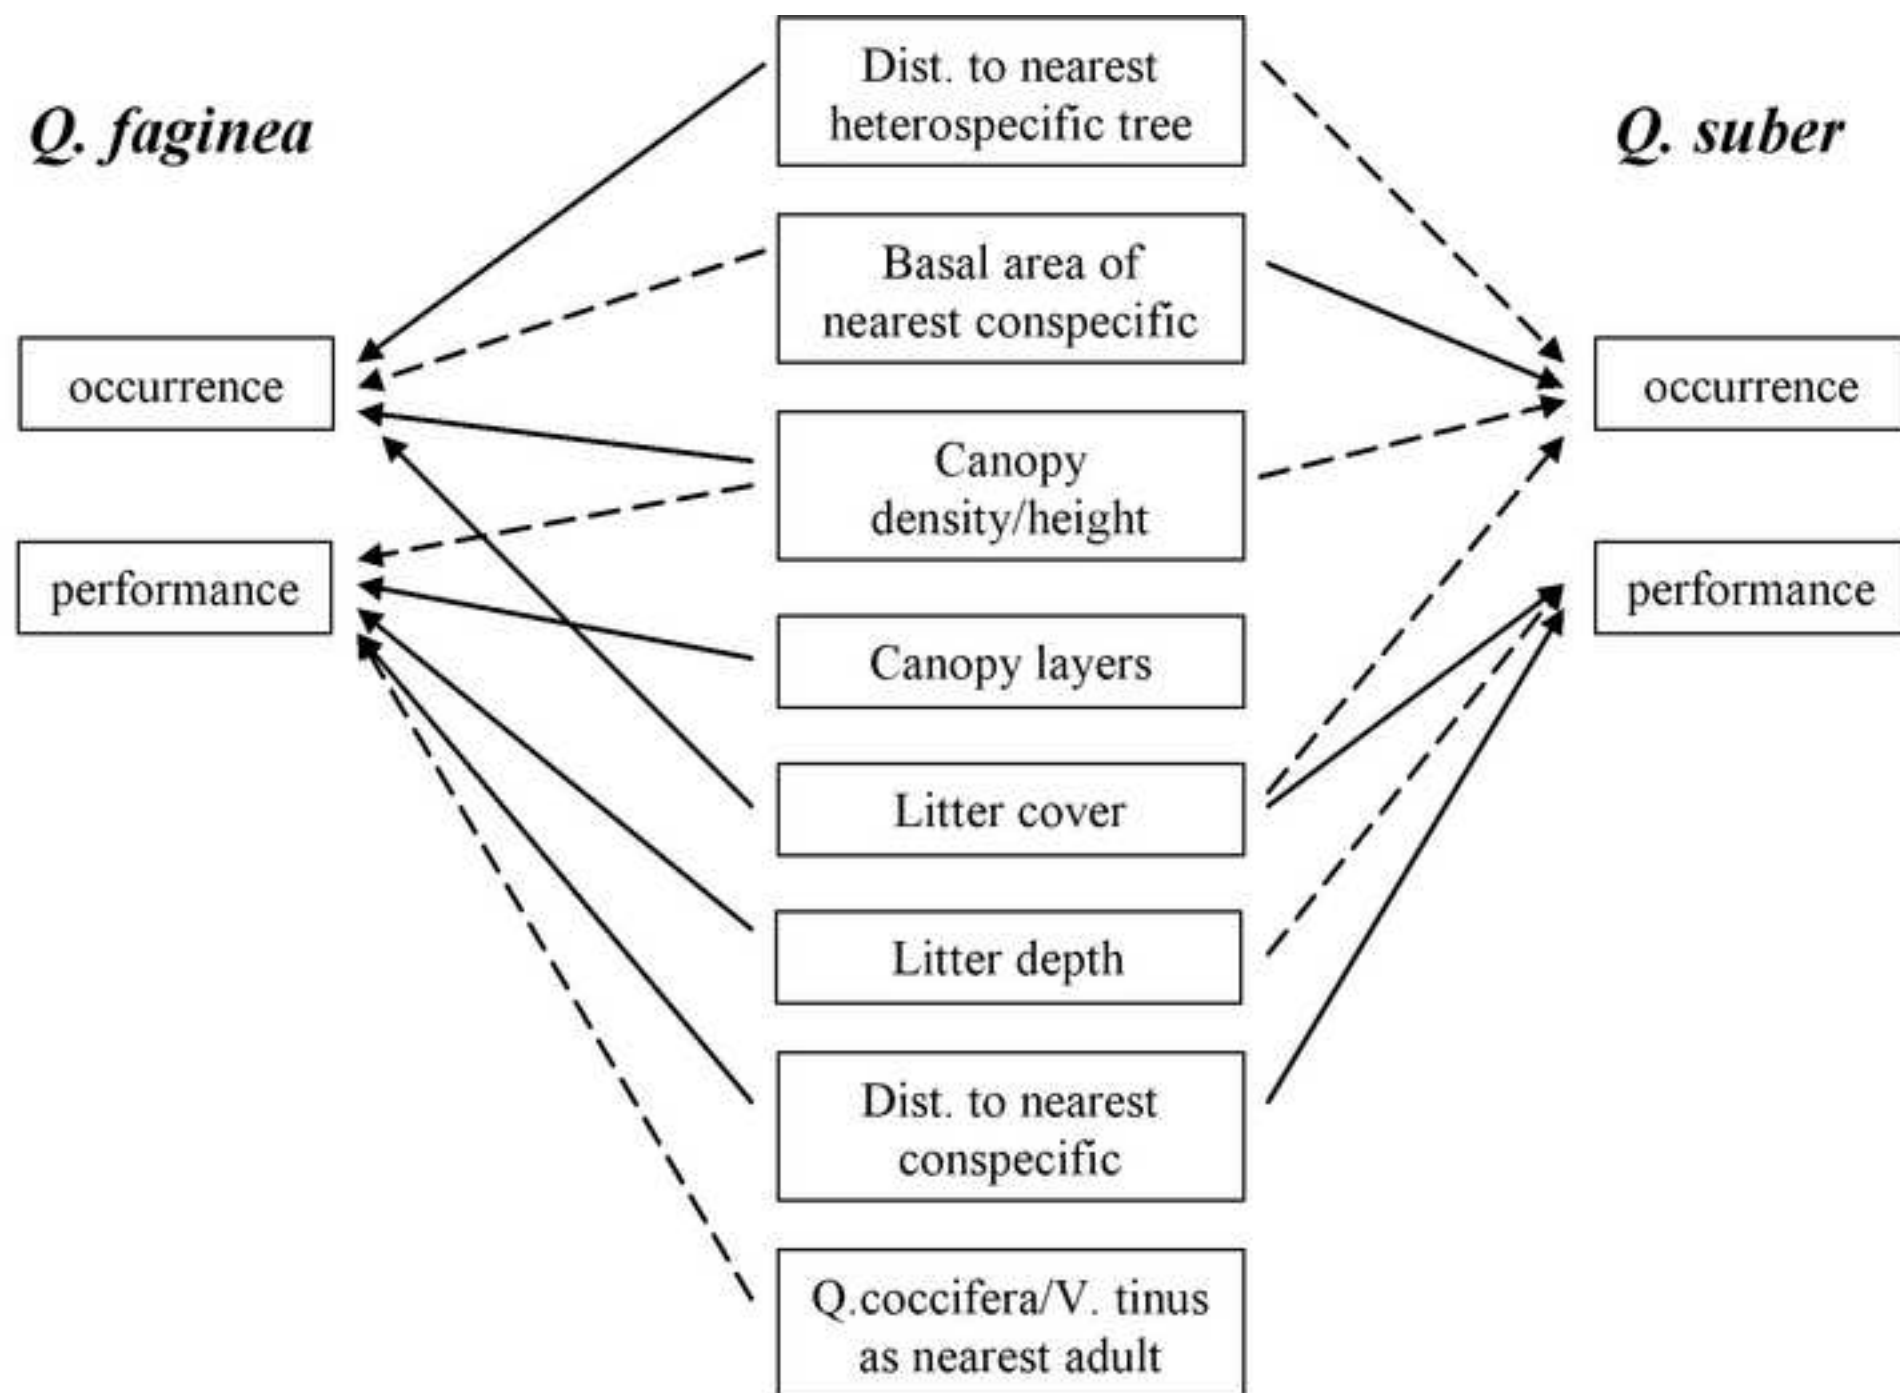 Q. faginea
occurrence
performance
Dist. to nearest
heterospecific tree
Basal area of
nearest conspecific
Canopy
density/height
Canopy layers
Litter cover
Litter depth
Dist. to nearest
conspecific
Q.coccifera/V. tinus
as nearest adult
Q. suber
occurrence
performance